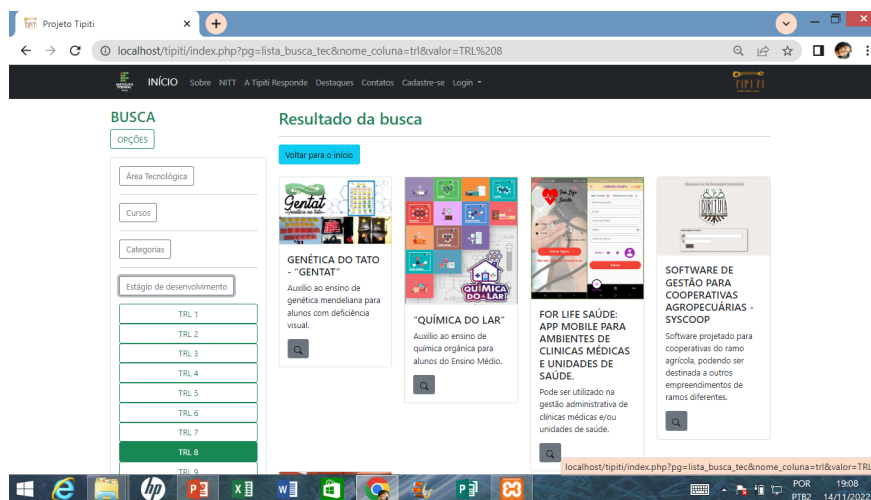 Projeto Tipiti
localhost/tipiti/index.php?pg=lista_busca_tec&nome_coluna=trl&valor=TRL%208
INÍCIO Sobre NITT A Tipiti Responde Destaques Contatos Cadastre-se Login
TIPITI
BUSCA
OPÇÕES
Área Tecnológica
Cursos
Categorias
Estágio de desenvolvimento
TRL 1
TRL 2
TRL 3
TRL 4
TRL 5
TRL 6
TRL 7
TRL 8
TRL 9
Resultado da busca
Voltar para o início
Gentat
GENÉTICA DO TATO
- "GENTAT"
Auxilio ao ensino de
genética mendeliana para
alunos com deficiência
visual.
QUÍMICA
DO LAR
"QUÍMICA DO LAR"
Auxilio ao ensino de
química orgânica para
alunos do Ensino Médio.
For Life
Saúde
FOR LIFE SAÚDE:
APP MOBILE PARA
AMBIENTES DE
CLINICAS MÉDICAS
E UNIDADES DE
SAÚDE.
Pode ser utilizado na
gestão administrativa de
clínicas médicas e/ou
unidades de saúde.
SOFTWARE DE
GESTÃO PARA
COOPERATIVAS
AGROPECUÁRIAS -
SYSCOOP
Software projetado para
cooperativas do ramo
agrícola, podendo ser
destinada a outros
empreendimentos de
ramos diferentes.
localhost/tipiti/index.php?pg=lista_busca_tec&nome_coluna=trl&valor=TRL
POR
PTB2
19:08
14/11/2022